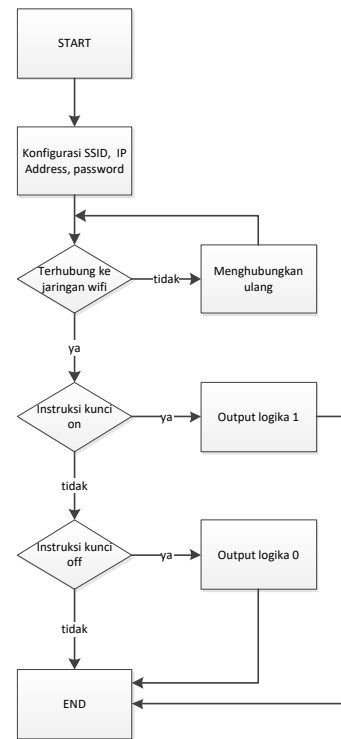 START
Konfigurasi SSID, IP
Address, password
Terhubung ke
jaringan wifi
tidak
Menghubungkan
ulang
ya
Instruksi kunci
on
ya
Output logika 1
tidak
Instruksi kunci
off
ya
Output logika 0
tidak
END